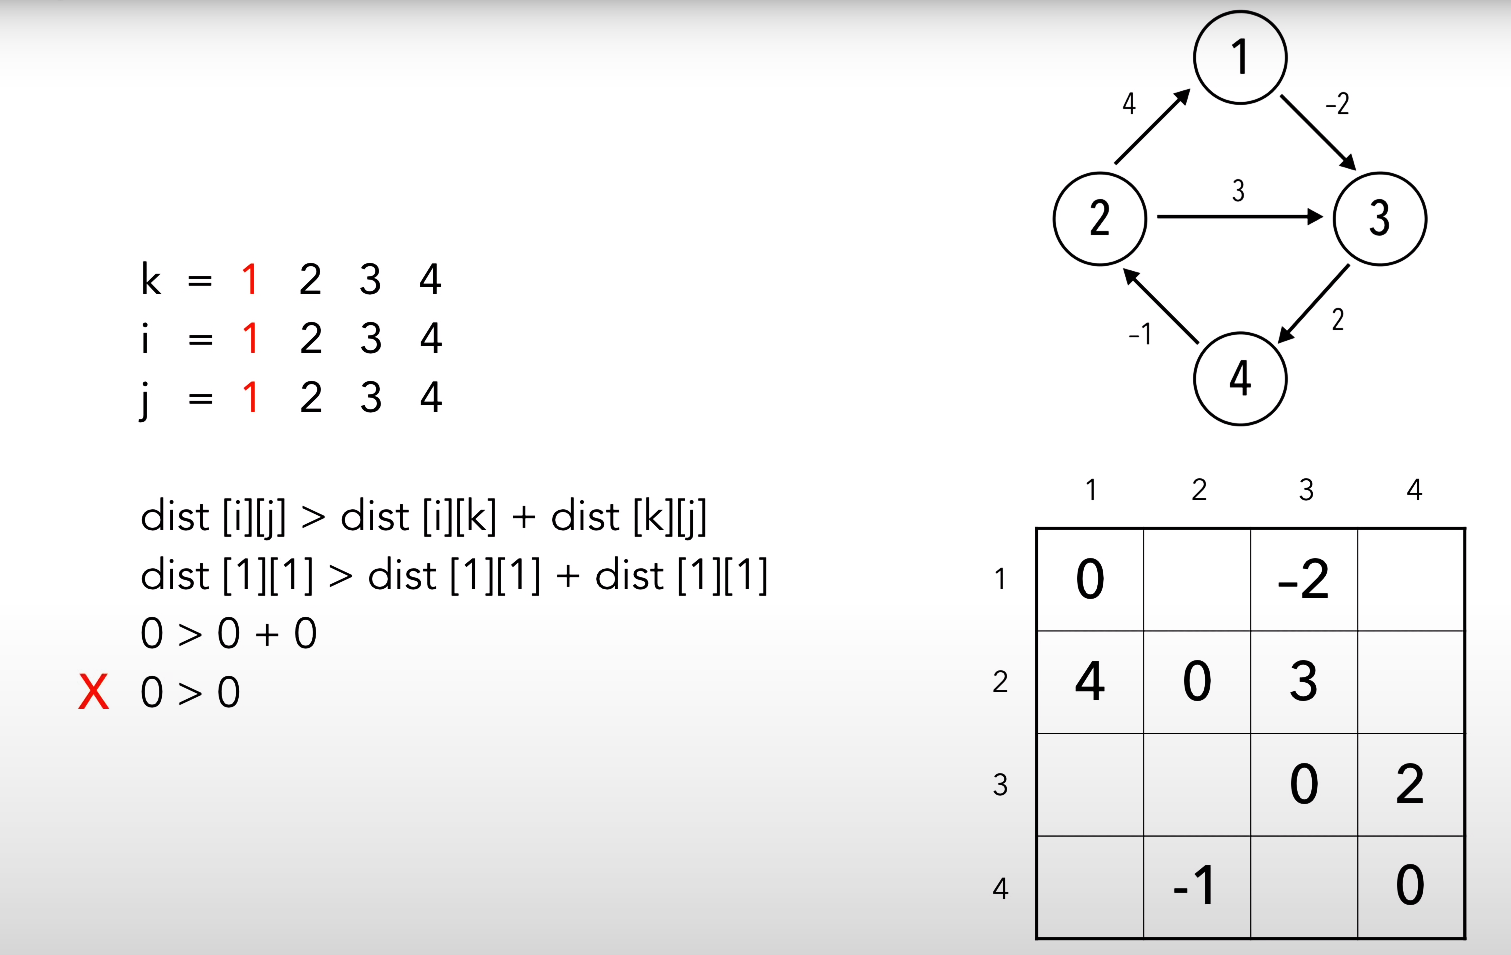 k = 1 2 3 4
i = 1 2 3 4
j = 1 2 3 4
dist [i][j] > dist [i][k] + dist [k][j]
dist [1][1] > dist [1][1] + dist [1][1]
0 > 0 + 0
X 0 > 0
1
4 -2
3
2 3
-1 2
4
1 2 3 4
1 0 -2
2 4 0 3
3 0 2
4 -1 0